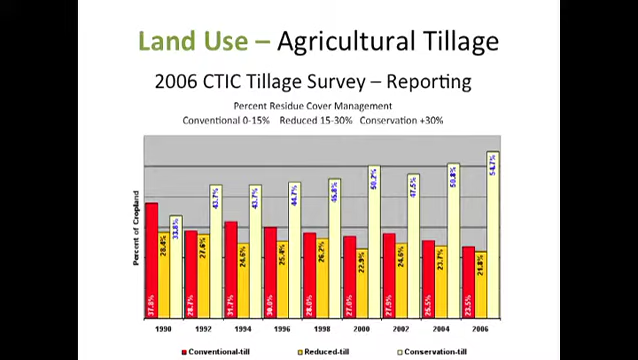 Land Use – Agricultural Tillage
2006 CTIC Tillage Survey – Reporting
Percent Residue Cover Management
Conventional 0-15% Reduced 15-30% Conservation +30%
Percent of Cropland
37.8% 28.4% 33.8%
28.7% 27.6% 43.7%
31.7% 24.6% 43.7%
30.0% 25.4% 44.7%
28.0% 26.2% 45.8%
27.0% 22.9% 50.2%
27.9% 24.6% 47.5%
25.5% 23.7% 50.8%
23.5% 21.8% 54.7%
1990 1992 1994 1996 1998 2000 2002 2004 2006
Conventional-till Reduced-till Conservation-till